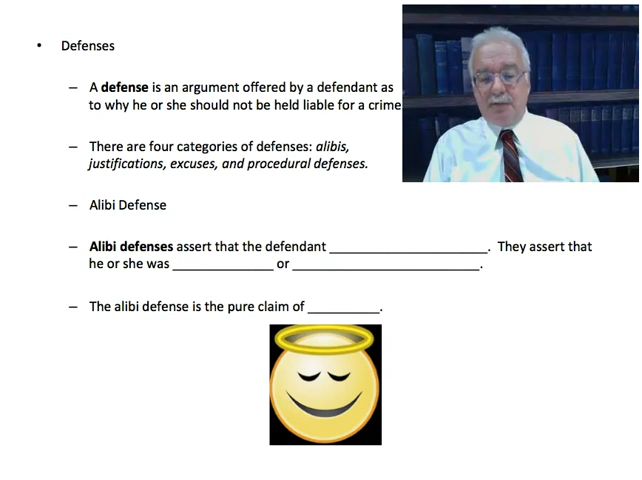 • Defenses
– A defense is an argument offered by a defendant as
to why he or she should not be held liable for a crime
– There are four categories of defenses: alibis,
justifications, excuses, and procedural defenses.
– Alibi Defense
– Alibi defenses assert that the defendant _____________________. They assert that
he or she was _____________ or _________________________.
– The alibi defense is the pure claim of __________.